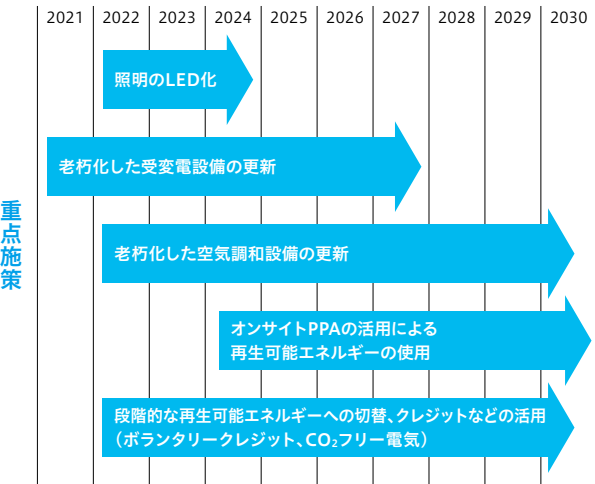 2021 2022 2023 2024 2025 2026 2027 2028 2029 2030
照明のLED化
老朽化した受変電設備の更新
重点施策
老朽化した空気調和設備の更新
オンサイトPPAの活用による
再生可能エネルギーの使用
段階的な再生可能エネルギーへの切替、クレジットなどの活用
（ボランタリークレジット、CO₂フリー電気）